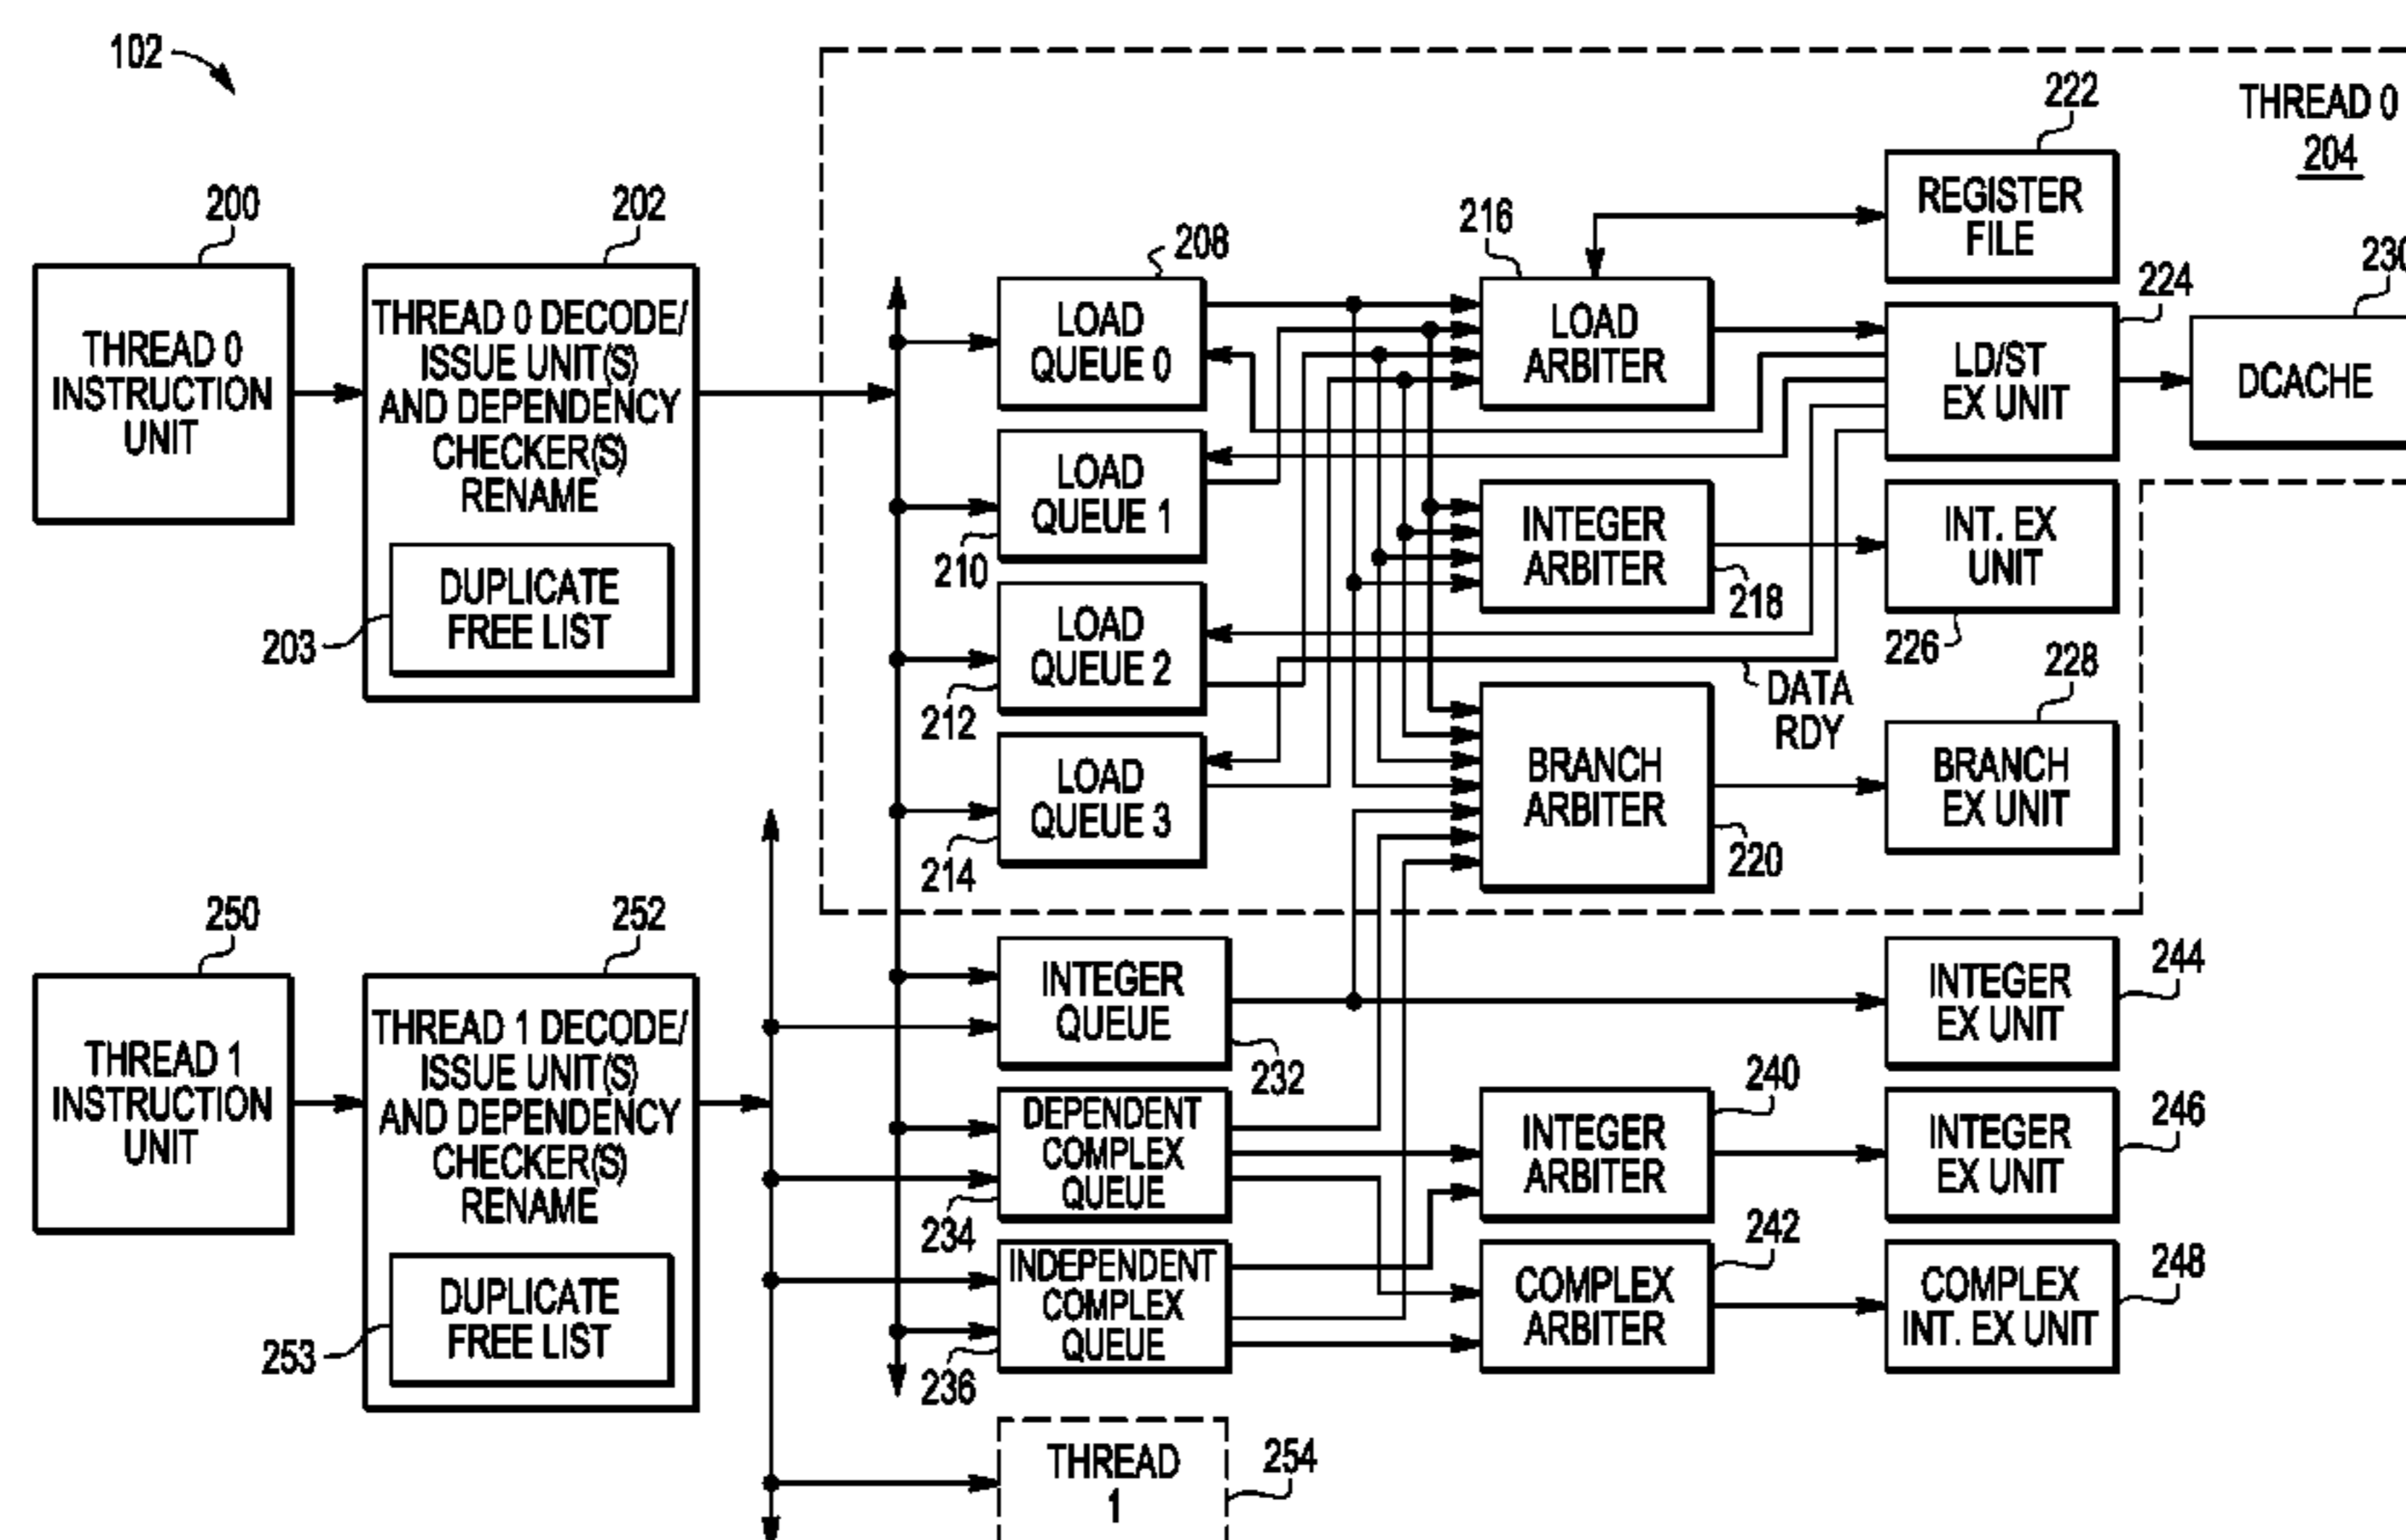 102
THREAD 0
204
222
REGISTER
FILE
200
THREAD 0
INSTRUCTION
UNIT
202
THREAD 0 DECODE/
ISSUE UNIT(S)
AND DEPENDENCY
CHECKER(S)
RENAME
DUPLICATE
FREE LIST
203
208
LOAD
QUEUE 0
216
LOAD
ARBITER
224
LD/ST
EX UNIT
230
DCACHE
LOAD
QUEUE 1
210
INTEGER
ARBITER
218
INT. EX
UNIT
226
LOAD
QUEUE 2
212
DATA
RDY
228
LOAD
QUEUE 3
214
BRANCH
ARBITER
220
BRANCH
EX UNIT
250
THREAD 1
INSTRUCTION
UNIT
252
THREAD 1 DECODE/
ISSUE UNIT(S)
AND DEPENDENCY
CHECKER(S)
RENAME
DUPLICATE
FREE LIST
253
INTEGER
QUEUE
232
INTEGER
EX UNIT
244
DEPENDENT
COMPLEX
QUEUE
234
INTEGER
ARBITER
240
INTEGER
EX UNIT
246
INDEPENDENT
COMPLEX
QUEUE
236
COMPLEX
ARBITER
242
COMPLEX
INT. EX UNIT
248
THREAD
1
254